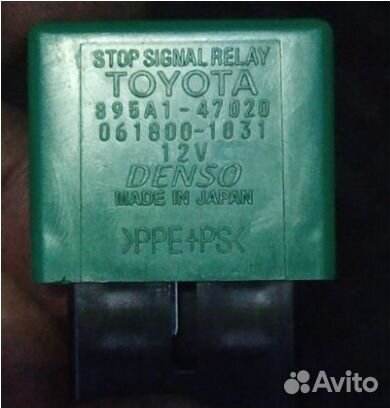 STOP SIGNAL RELAY
TOYOTA
895A1-47020
061800-1031
12V
DENSO
MADE IN JAPAN
>PPE+PS<
Avito